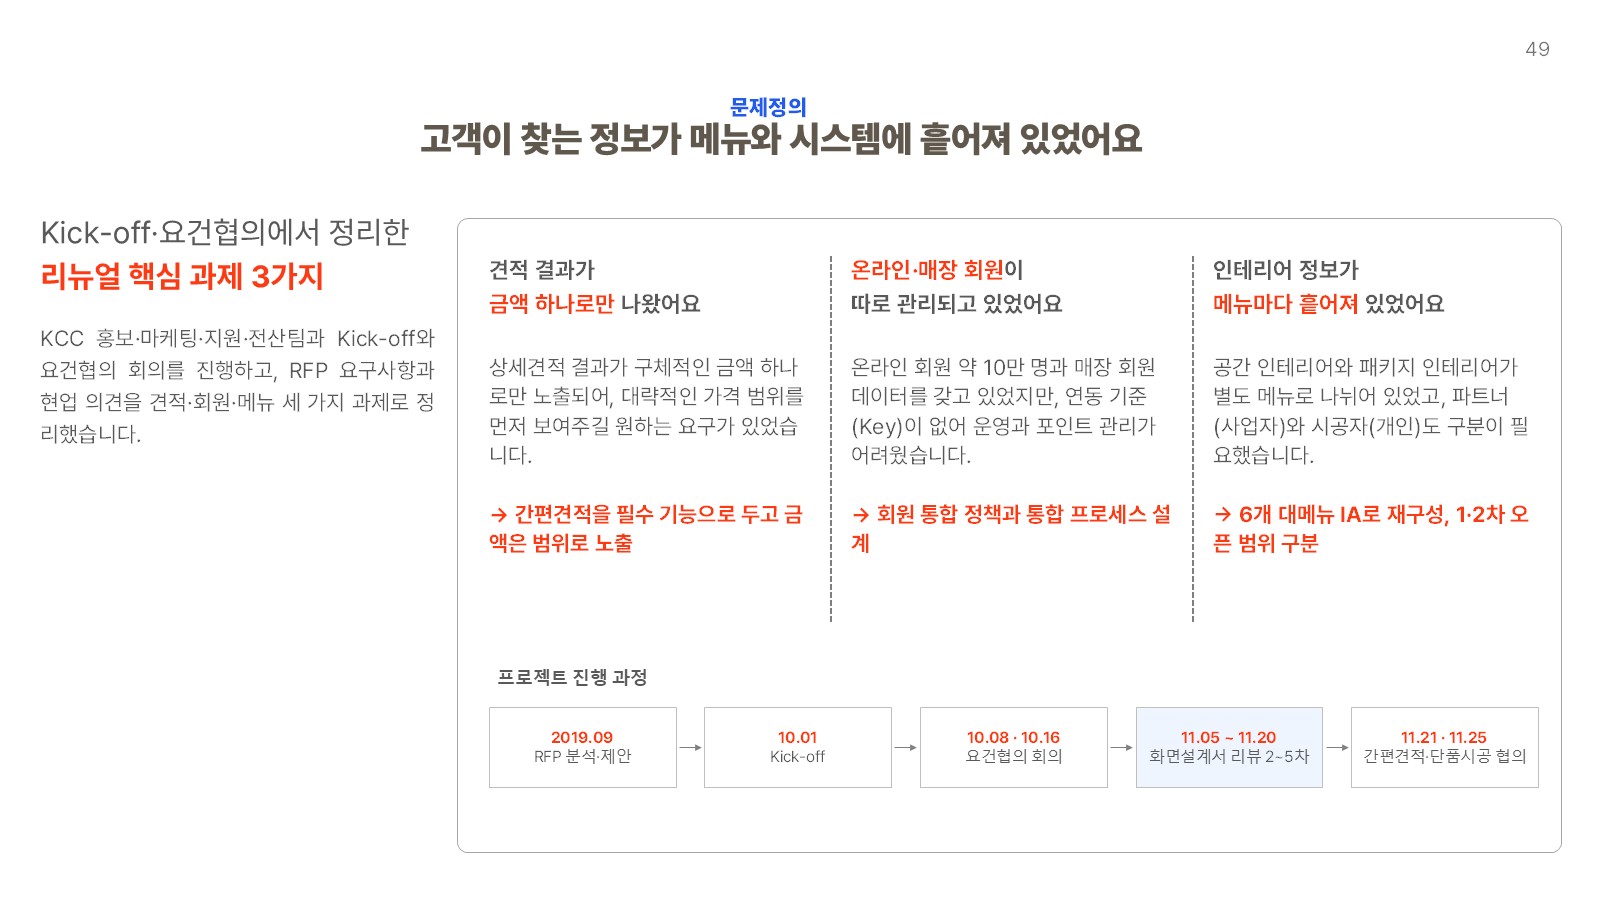 49
문제정의
고객이 찾는 정보가 메뉴와 시스템에 흩어져 있었어요
Kick-off·요건협의에서 정리한
리뉴얼 핵심 과제 3가지
KCC 홍보·마케팅·지원·전산팀과 Kick-off와
요건협의 회의를 진행하고, RFP 요구사항과
현업 의견을 견적·회원·메뉴 세 가지 과제로 정
리했습니다.
견적 결과가
금액 하나로만 나왔어요
상세견적 결과가 구체적인 금액 하나
로만 노출되어, 대략적인 가격 범위를
먼저 보여주길 원하는 요구가 있었습
니다.
→ 간편견적을 필수 기능으로 두고 금
액은 범위로 노출
온라인·매장 회원이
따로 관리되고 있었어요
온라인 회원 약 10만 명과 매장 회원
데이터를 갖고 있었지만, 연동 기준
(Key)이 없어 운영과 포인트 관리가
어려웠습니다.
→ 회원 통합 정책과 통합 프로세스 설
계
인테리어 정보가
메뉴마다 흩어져 있었어요
공간 인테리어와 패키지 인테리어가
별도 메뉴로 나뉘어 있었고, 파트너
(사업자)와 시공자(개인)도 구분이 필
요했습니다.
→ 6개 대메뉴 IA로 재구성, 1·2차 오
픈 범위 구분
프로젝트 진행 과정
2019.09
RFP 분석·제안
10.01
Kick-off
10.08 · 10.16
요건협의 회의
11.05 ~ 11.20
화면설계서 리뷰 2~5차
11.21 · 11.25
간편견적·단품시공 협의